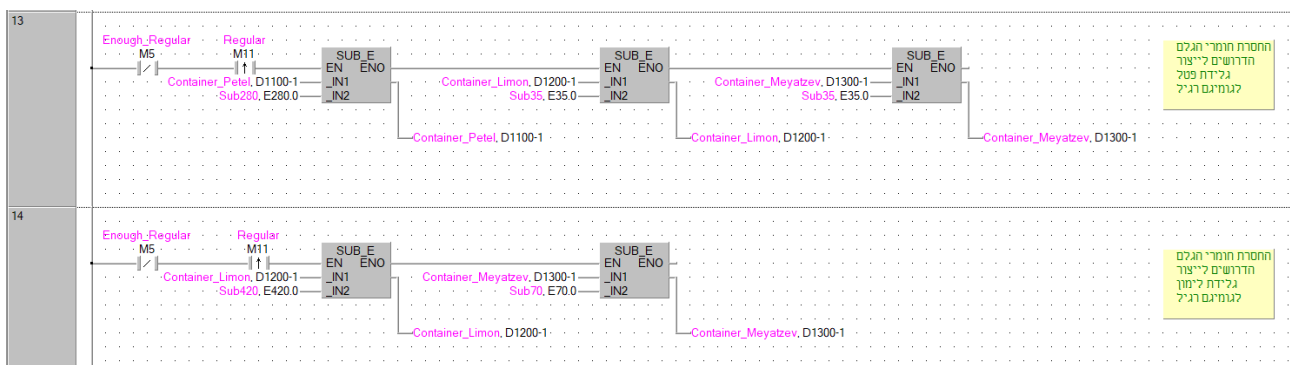 13
Enough_Regular Regular
M5 M11 SUB_E SUB_E SUB_E
EN ENO EN ENO EN ENO
Container_Petel, D1100-1 _IN1 Container_Limon, D1200-1 _IN1 Container_Meyatzev, D1300-1 _IN1
Sub280, E280.0 _IN2 Sub35, E35.0 _IN2 Sub35, E35.0 _IN2
Container_Petel, D1100-1 Container_Limon, D1200-1 Container_Meyatzev, D1300-1
החסרת חומרי הגלם
הדרושים לייצור
גלידת פטל
לגומיגם רגיל
14
Enough_Regular Regular
M5 M11 SUB_E SUB_E
EN ENO EN ENO
Container_Limon, D1200-1 _IN1 Container_Meyatzev, D1300-1 _IN1
Sub420, E420.0 _IN2 Sub70, E70.0 _IN2
Container_Limon, D1200-1 Container_Meyatzev, D1300-1
החסרת חומרי הגלם
הדרושים לייצור
גלידת לימון
לגומיגם רגיל